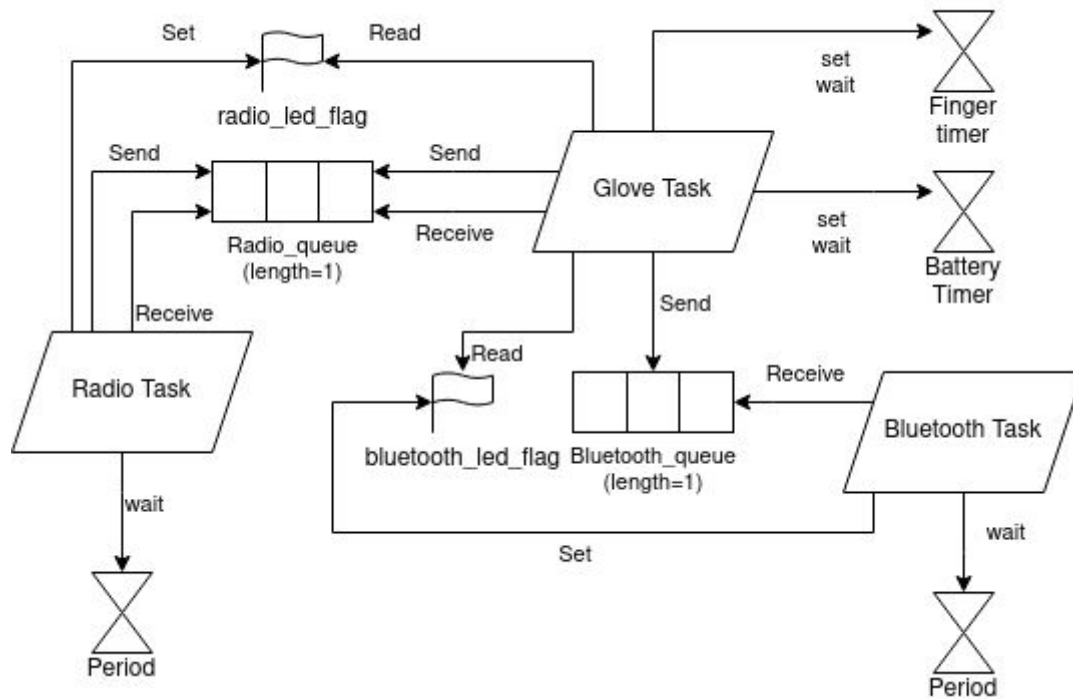 Set
Read
radio_led_flag
set
wait
Finger
timer
Send
Send
Glove Task
Radio_queue
(length=1)
Receive
set
wait
Battery
Timer
Receive
Send
Radio Task
Read
Receive
bluetooth_led_flag
Bluetooth_queue
(length=1)
Bluetooth Task
wait
Set
wait
Period
Period